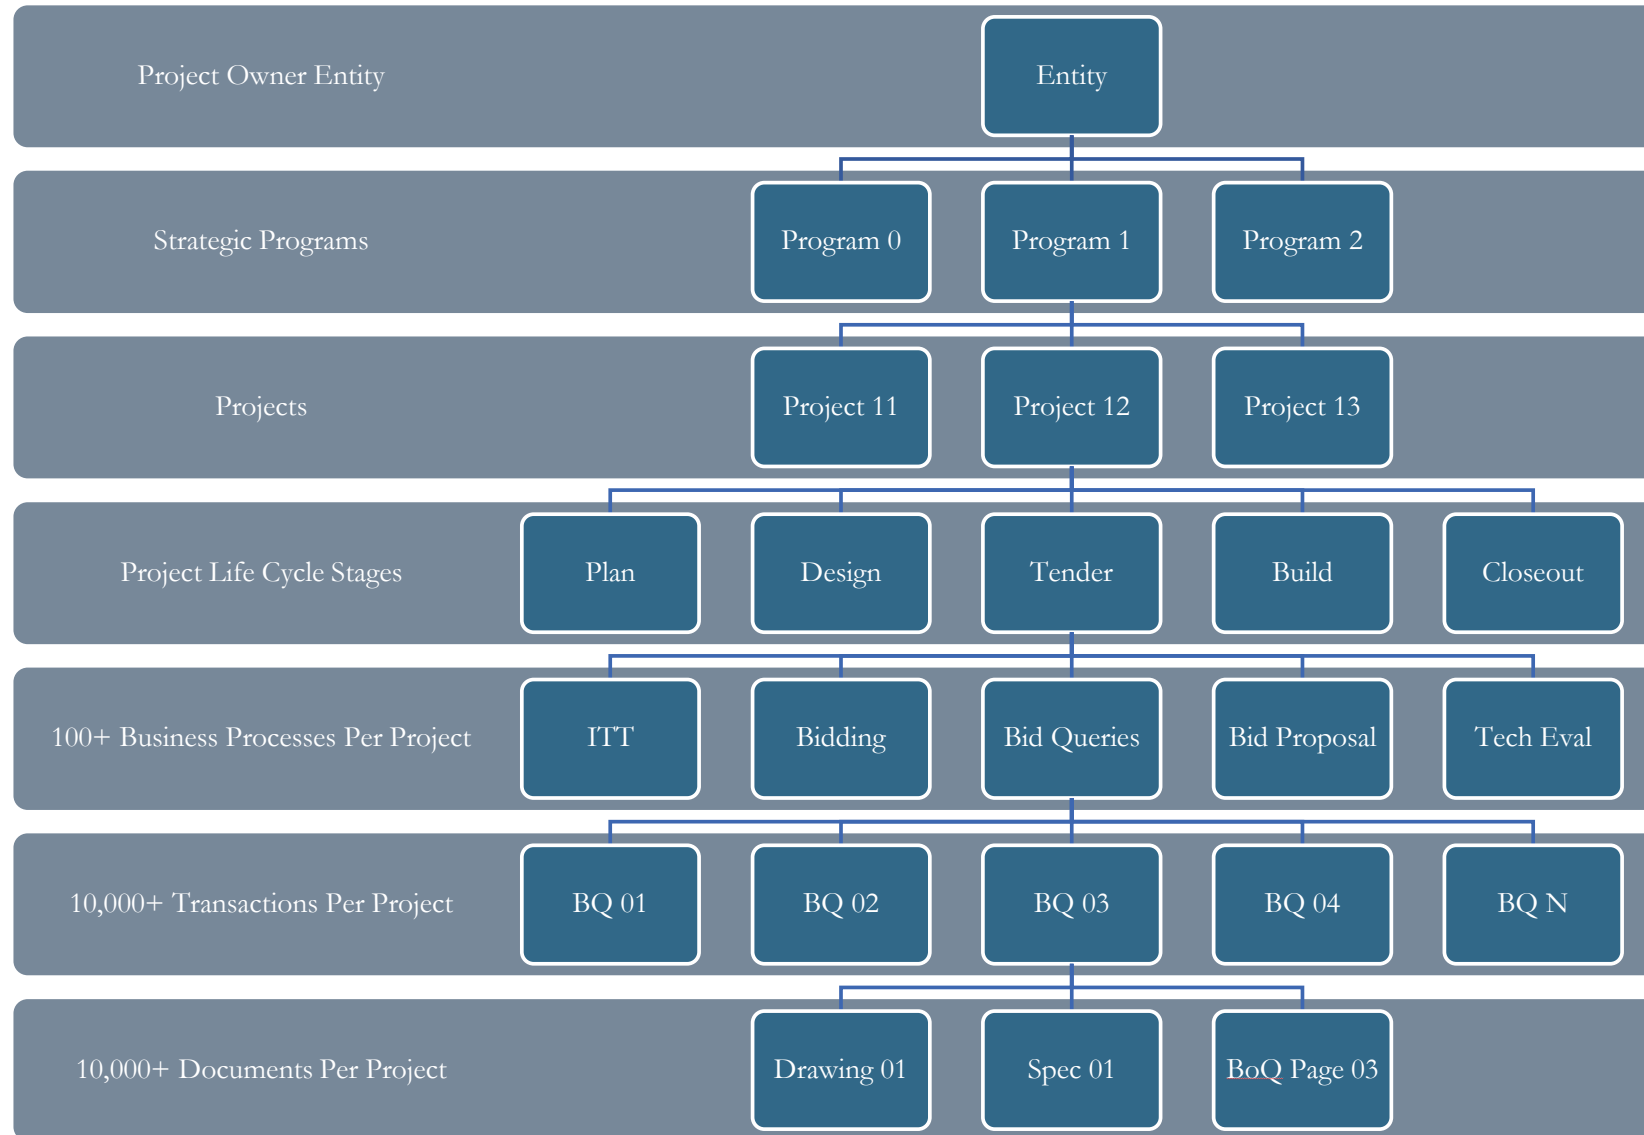 Project Owner Entity
Entity
Strategic Programs
Program 0
Program 1
Program 2
Projects
Project 11
Project 12
Project 13
Project Life Cycle Stages
Plan
Design
Tender
Build
Closeout
100+ Business Processes Per Project
ITT
Bidding
Bid Queries
Bid Proposal
Tech Eval
10,000+ Transactions Per Project
BQ 01
BQ 02
BQ 03
BQ 04
BQ N
10,000+ Documents Per Project
Drawing 01
Spec 01
BoQ Page 03